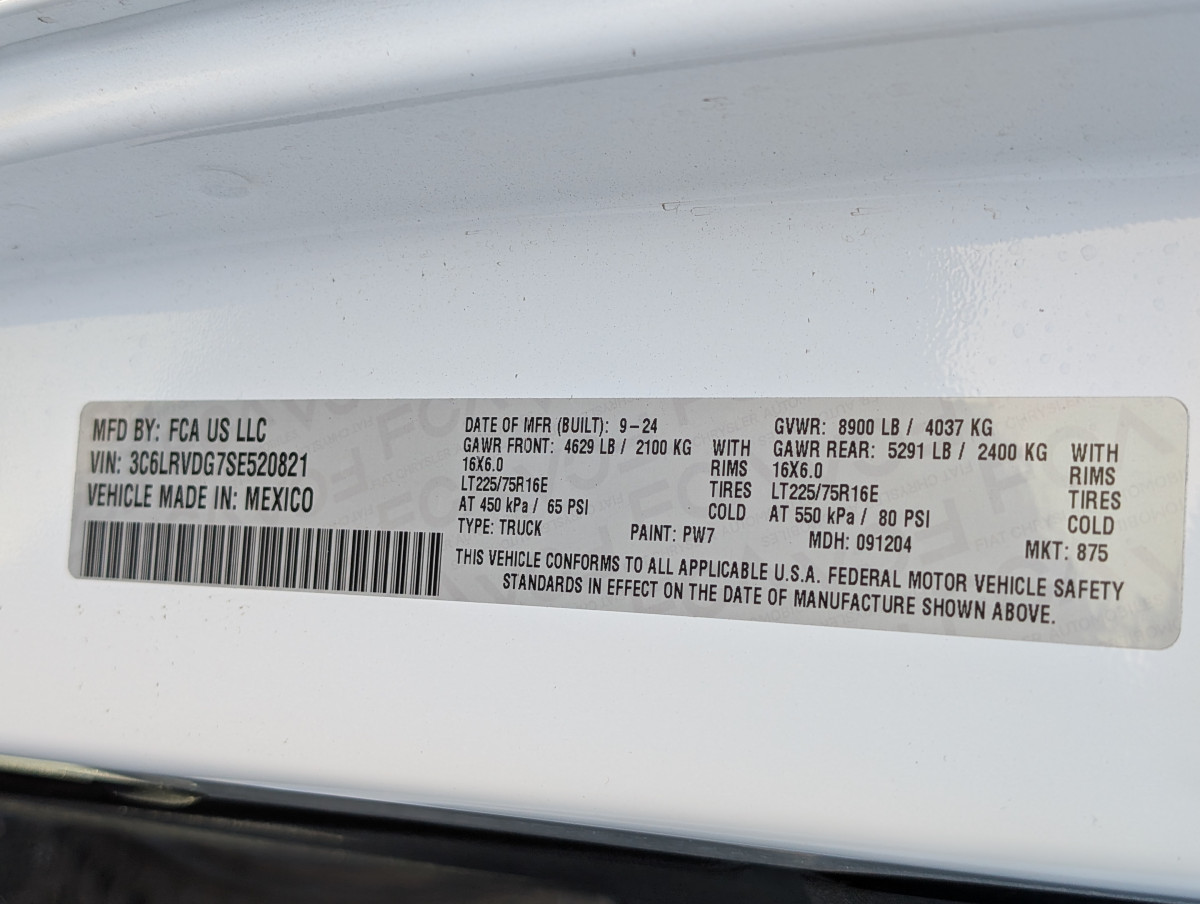 MFD BY: FCA US LLC
VIN: 3C6LRVDG7SE520821
VEHICLE MADE IN: MEXICO
DATE OF MFR (BUILT): 9-24
GAWR FRONT: 4629 LB / 2100 KG WITH
16X6.0 RIMS
LT225/75R16E TIRES
AT 450 kPa / 65 PSI COLD
GVWR: 8900 LB / 4037 KG
GAWR REAR: 5291 LB / 2400 KG WITH
16X6.0 RIMS
LT225/75R16E TIRES
AT 550 kPa / 80 PSI COLD
TYPE: TRUCK PAINT: PW7 MDH: 091204 MKT: 875
THIS VEHICLE CONFORMS TO ALL APPLICABLE U.S.A. FEDERAL MOTOR VEHICLE SAFETY
STANDARDS IN EFFECT ON THE DATE OF MANUFACTURE SHOWN ABOVE.